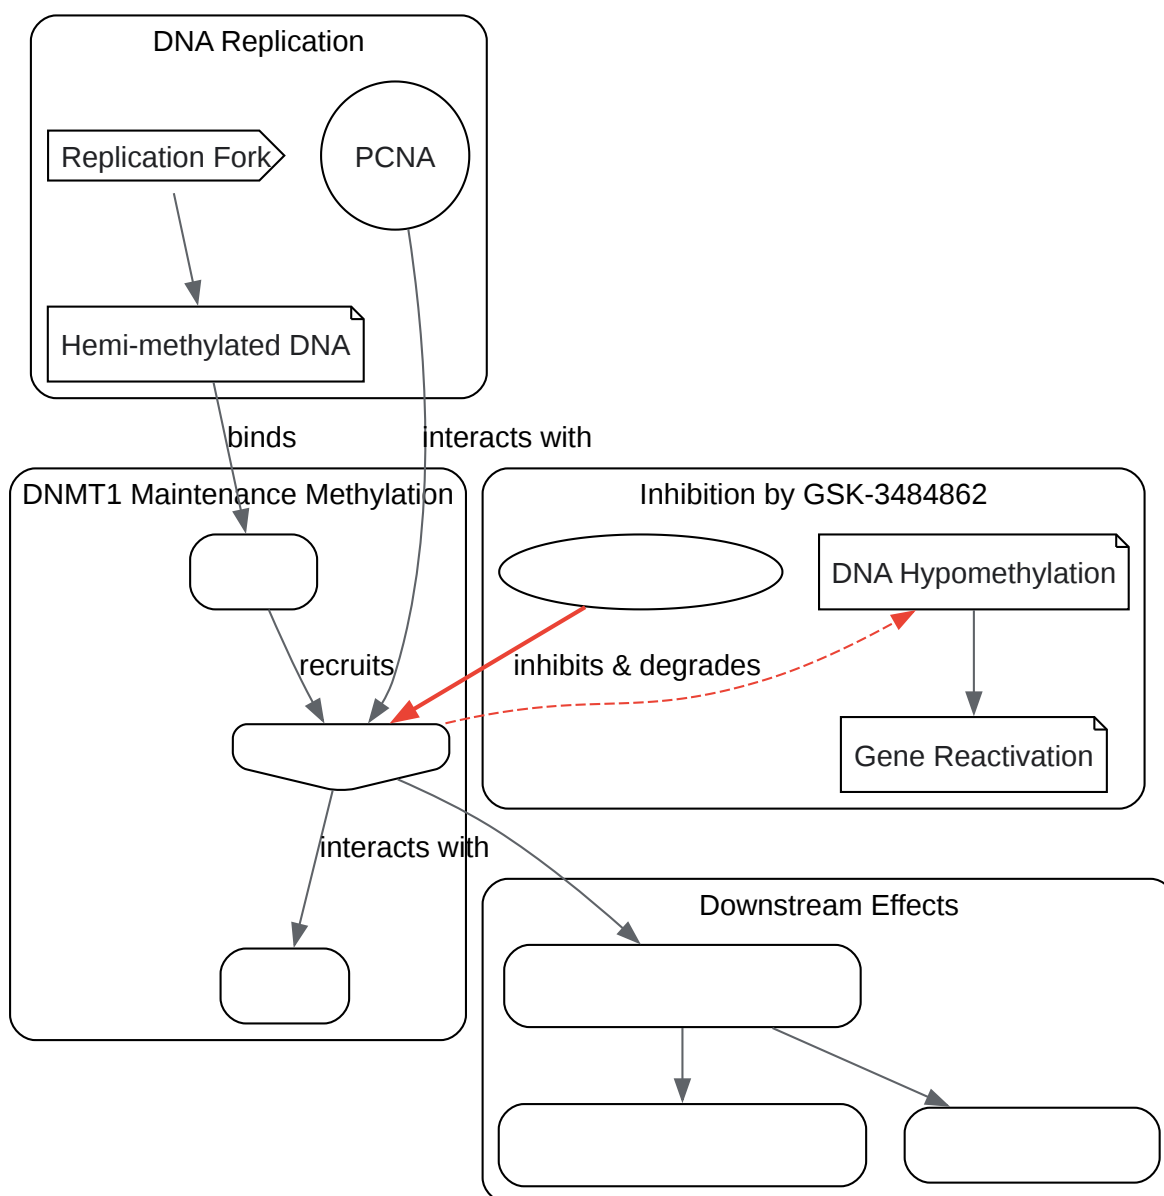 DNA Replication
Replication Fork
PCNA
Hemi-methylated DNA
binds
interacts with
DNMT1 Maintenance Methylation
Inhibition by GSK-3484862
DNA Hypomethylation
recruits
inhibits & degrades
Gene Reactivation
interacts with
Downstream Effects